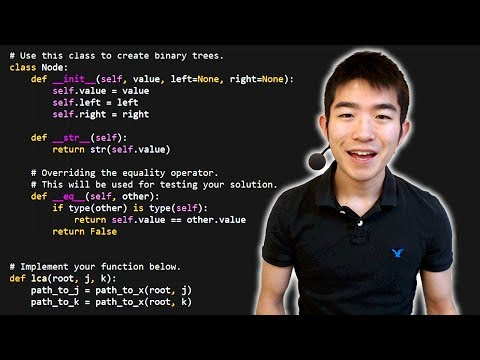 # Use this class to create binary trees.
class Node:
    def __init__(self, value, left=None, right=None):
        self.value = value
        self.left = left
        self.right = right
    def __str__(self):
        return str(self.value)
    # Overriding the equality operator.
    # This will be used for testing your solution.
    def __eq__(self, other):
        if type(other) is type(self):
            return self.value == other.value
        return False
# Implement your function below.
def lca(root, j, k):
    path_to_j = path_to_x(root, j)
    path_to_k = path_to_x(root, k)